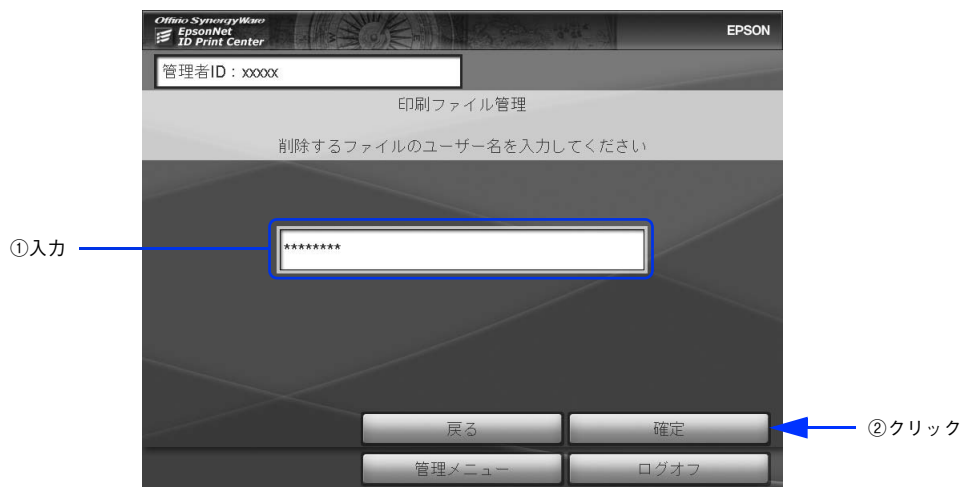 Offirio SynergyWare
EpsonNet
ID Print Center
EPSON
管理者ID：xxxxx
印刷ファイル管理
削除するファイルのユーザー名を入力してください
①入力
********
戻る
確定
②クリック
管理メニュー
ログオフ